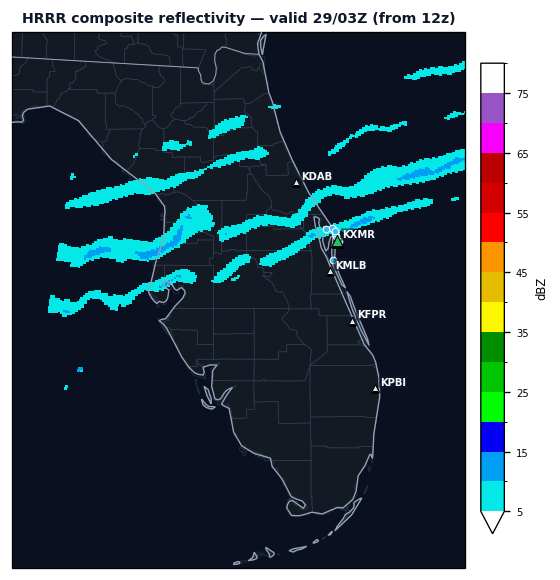 HRRR composite reflectivity — valid 29/03Z (from 12z)
KDAB
KXMR
KMLB
KFPR
KPBI
75
65
55
45
35
25
15
5
dBZ